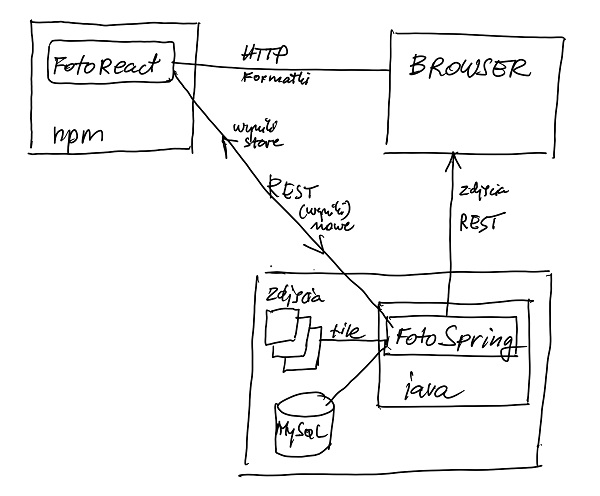 FotoReact
npm
HTTP
Formatki
BROWSER
wyniki
stare
REST
(wyniki)
nowe
zdjęcia
REST
zdjęcia
file
FotoSpring
java
MySQL